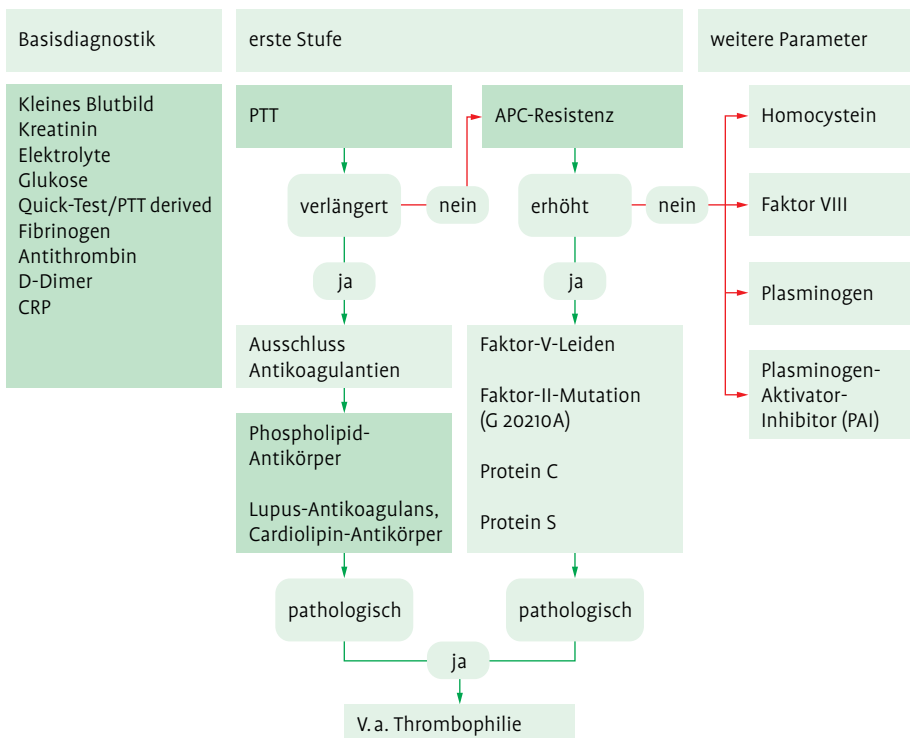 Basisdiagnostik
erste Stufe
weitere Parameter
Kleines Blutbild
Kreatinin
Elektrolyte
Glukose
Quick-Test/PTT derived
Fibrinogen
Antithrombin
D-Dimer
CRP
PTT
verlängert
nein
ja
Ausschluss
Antikoagulantien
Phospholipid-
Antikörper
Lupus-Antikoagulans,
Cardiolipin-Antikörper
pathologisch
APC-Resistenz
erhöht
nein
ja
Faktor-V-Leiden
Faktor-II-Mutation
(G 20210A)
Protein C
Protein S
pathologisch
Homocystein
Faktor VIII
Plasminogen
Plasminogen-
Aktivator-
Inhibitor (PAI)
ja
V. a. Thrombophilie